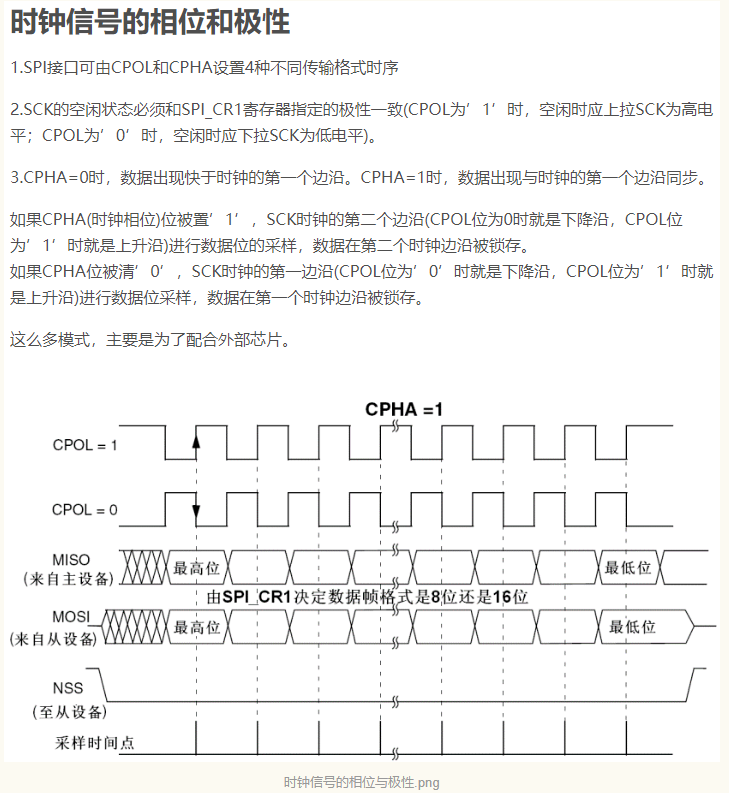 时钟信号的相位和极性
1.SPI接口可由CPOL和CPHA设置4种不同传输格式时序
2.SCK的空闲状态必须和SPI_CR1寄存器指定的极性一致(CPOL为’1’时，空闲时应上拉SCK为高电
平；CPOL为’0’时，空闲时应下拉SCK为低电平)。
3.CPHA=0时，数据出现快于时钟的第一个边沿。CPHA=1时，数据出现与时钟的第一个边沿同步。
如果CPHA(时钟相位)位被置’1’，SCK时钟的第二个边沿(CPOL位为0时就是下降沿，CPOL位
为’1’时就是上升沿)进行数据位的采样，数据在第二个时钟边沿被锁存。
如果CPHA位被清’0’，SCK时钟的第一边沿(CPOL位为’0’时就是下降沿，CPOL位为’1’时就
是上升沿)进行数据位采样，数据在第一个时钟边沿被锁存。
这么多模式，主要是为了配合外部芯片。
CPHA =1
CPOL = 1
CPOL = 0
MISO
(来自主设备)
最高位
最低位
由SPI_CR1决定数据帧格式是8位还是16位
MOSI
(来自从设备)
最高位
最低位
NSS
(至从设备)
采样时间点
时钟信号的相位与极性.png